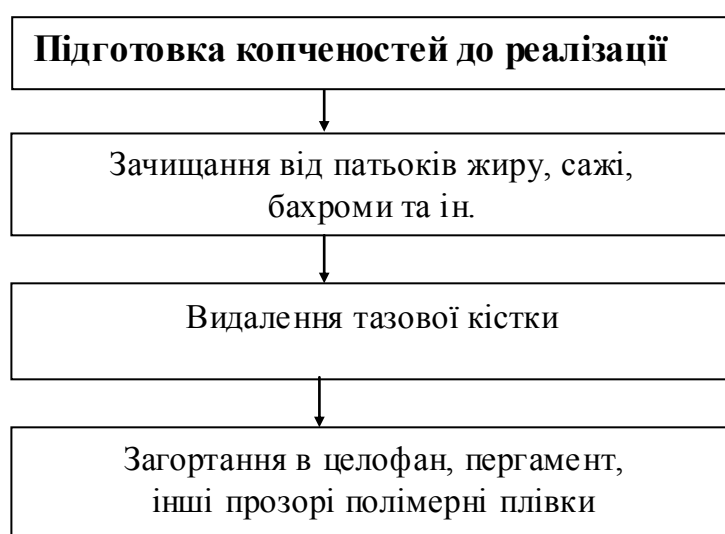 Підготовка копченостей до реалізації
Зачищання від патьоків жиру, сажі,
бахроми та ін.
Видалення тазової кістки
Загортання в целофан, пергамент,
інші прозорі полімерні плівки